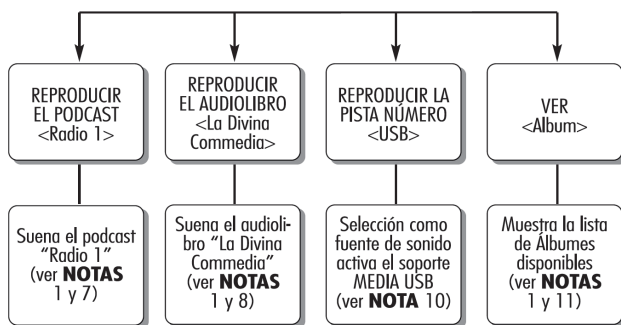 REPRODUCIR
EL PODCAST
<Radio 1>
REPRODUCIR
EL AUDIOLIBRO
<La Divina
Commedia>
REPRODUCIR LA
PISTA NÚMERO
<USB>
VER
<Album>
Suena el podcast
“Radio 1”
(ver NOTAS
1 y 7)
Suena el audioli-
bro “La Divina
Commedia”
(ver NOTAS
1 y 8)
Selección como
fuente de sonido
activa el soporte
MEDIA USB
(ver NOTA 10)
Muestra la lista
de Álbumes
disponibles
(ver NOTAS
1 y 11)